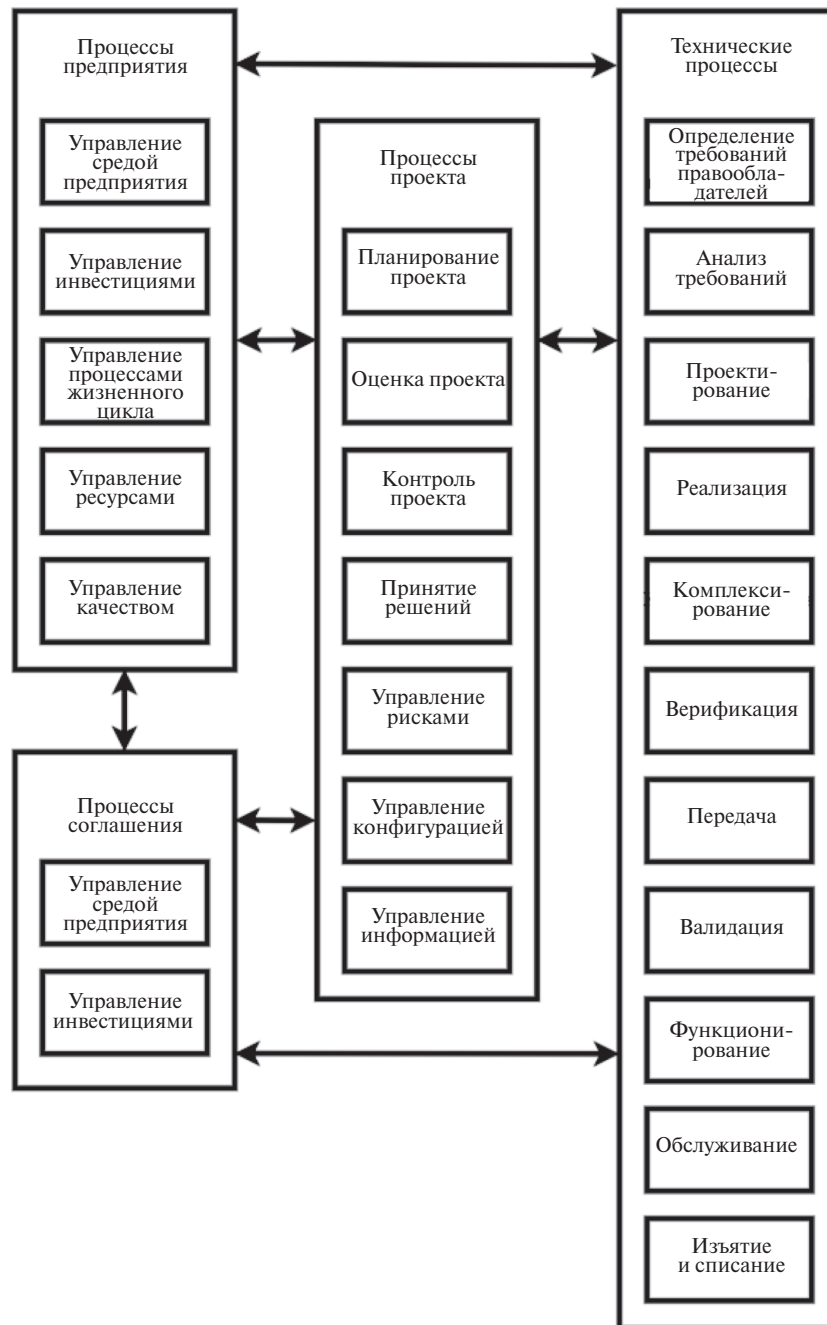 Процессы
предприятия
Управление
средой
предприятия
Управление
инвестициями
Управление
процессами
жизненного
цикла
Управление
ресурсами
Управление
качеством
Процессы
соглашения
Управление
средой
предприятия
Управление
инвестициями
Процессы
проекта
Планирование
проекта
Оценка проекта
Контроль
проекта
Принятие
решений
Управление
рисками
Управление
конфигурацией
Управление
информацией
Технические
процессы
Определение
требований
правообла-
дателей
Анализ
требований
Проекти-
рование
Реализация
Комплекси-
рование
Верификация
Передача
Валидация
Функциони-
рование
Обслуживание
Изъятие
и списание